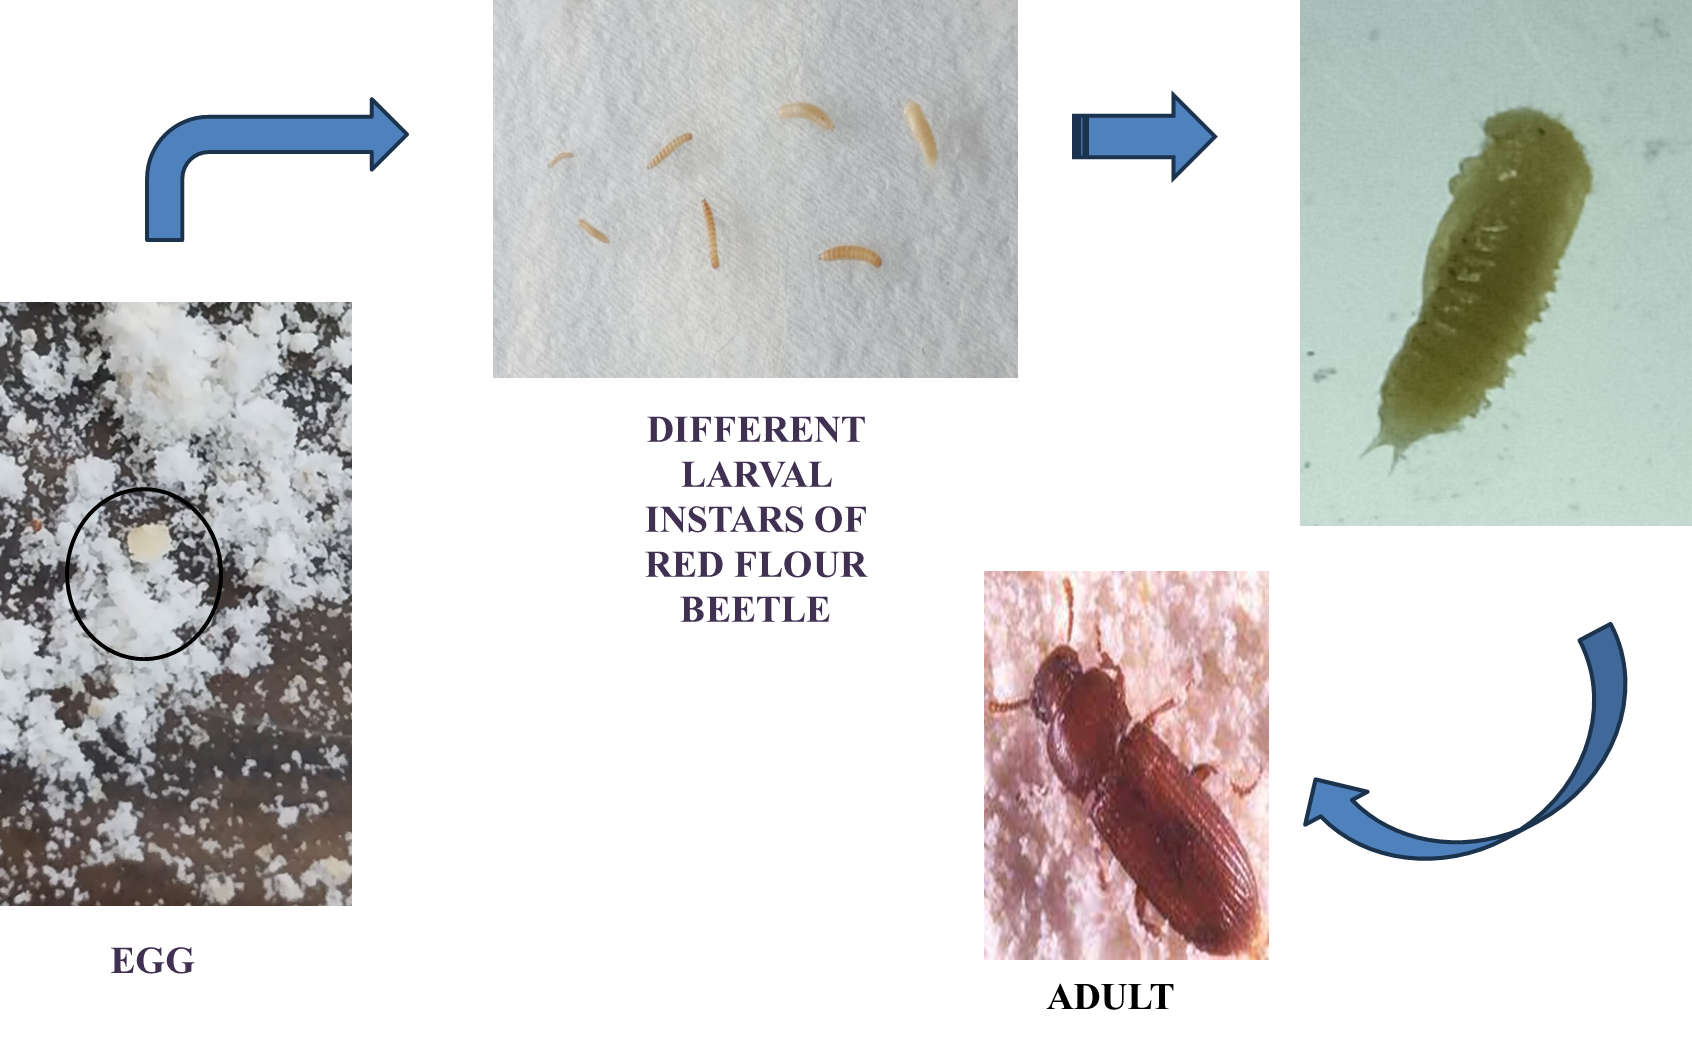 DIFFERENT
LARVAL
INSTARS OF
RED FLOUR
BEETLE
EGG
ADULT